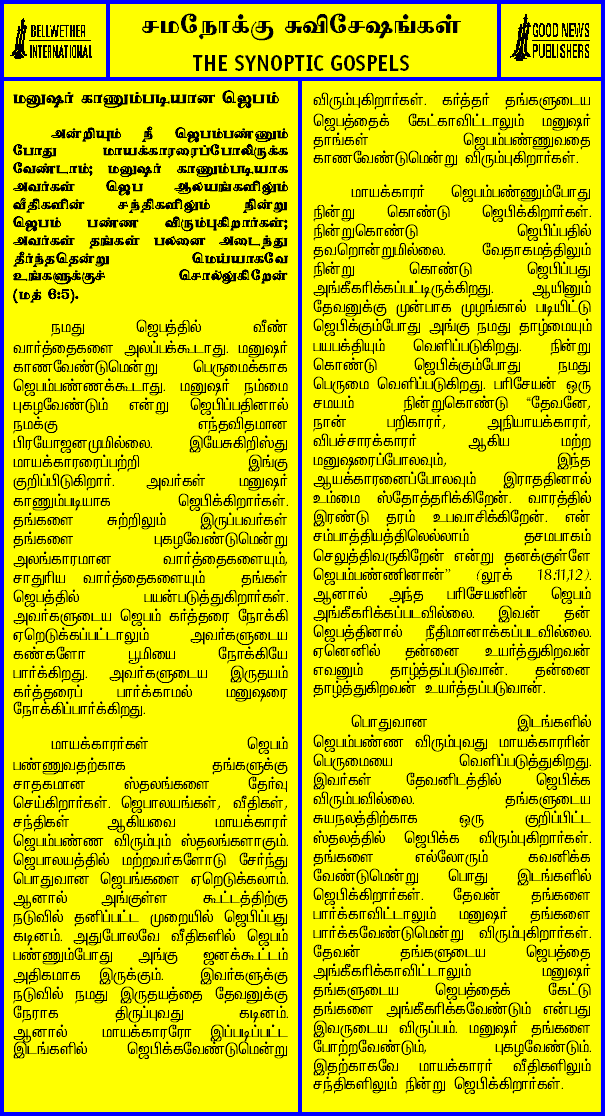 BELLWETHER
INTERNATIONAL
சமநோக்கு சுவிசேஷங்கள்
THE SYNOPTIC GOSPELS
GOOD NEWS
PUBLISHERS
மனுஷர் காணும்படியான ஜெபம்
அன்றியும் நீ ஜெபம்பண்ணும்
போது மாயக்காரரைப்போலிருக்க
வேண்டாம்; மனுஷர் காணும்படியாக
அவர்கள் ஜெப ஆலயங்களிலும்
வீதிகளின் சந்திகளிலும் நின்று
ஜெபம் பண்ண விரும்புகிறார்கள்;
அவர்கள் தங்கள் பலனை அடைந்து
தீர்ந்ததென்று மெய்யாகவே
உங்களுக்குச் சொல்லுகிறேன்
(மத் 6:5).
நமது ஜெபத்தில் வீண்
வார்த்தைகளை அலப்பக்கூடாது. மனுஷர்
காணவேண்டுமென்று பெருமைக்காக
ஜெபம்பண்ணக்கூடாது. மனுஷர் நம்மை
புகழவேண்டும் என்று ஜெபிப்பதினால்
நமக்கு எந்தவிதமான
பிரயோஜனமுமில்லை. இயேசுகிறிஸ்து
மாயக்காரரைப்பற்றி இங்கு
குறிப்பிடுகிறார். அவர்கள் மனுஷர்
காணும்படியாக ஜெபிக்கிறார்கள்.
தங்களை சுற்றிலும் இருப்பவர்கள்
தங்களை புகழவேண்டுமென்று
அலங்காரமான வார்த்தைகளையும்,
சாதுரிய வார்த்தைகளையும் தங்கள்
ஜெபத்தில் பயன்படுத்துகிறார்கள்.
அவர்களுடைய ஜெபம் கர்த்தரை நோக்கி
ஏறெடுக்கப்பட்டாலும் அவர்களுடைய
கண்களோ பூமியை நோக்கியே
பார்க்கிறது. அவர்களுடைய இருதயம்
கர்த்தரைப் பார்க்காமல் மனுஷரை
நோக்கிப்பார்க்கிறது.
மாயக்காரர்கள் ஜெபம்
பண்ணுவதற்காக தங்களுக்கு
சாதகமான ஸ்தலங்களை தேர்வு
செய்கிறார்கள். ஜெபாலயங்கள், வீதிகள்,
சந்திகள் ஆகியவை மாயக்காரர்
ஜெபம்பண்ண விரும்பும் ஸ்தலங்களாகும்.
ஜெபாலயத்தில் மற்றவர்களோடு சேர்ந்து
பொதுவான ஜெபங்களை ஏறெடுக்கலாம்.
ஆனால் அங்குள்ள கூட்டத்திற்கு
நடுவில் தனிப்பட்ட முறையில் ஜெபிப்பது
கடினம். அதுபோலவே வீதிகளில் ஜெபம்
பண்ணும்போது அங்கு ஜனக்கூட்டம்
அதிகமாக இருக்கும். இவர்களுக்கு
நடுவில் நமது இருதயத்தை தேவனுக்கு
நேராக திருப்புவது கடினம்.
ஆனால் மாயக்காரரோ இப்படிப்பட்ட
இடங்களில் ஜெபிக்கவேண்டுமென்று
விரும்புகிறார்கள். கர்த்தர் தங்களுடைய
ஜெபத்தைக் கேட்காவிட்டாலும் மனுஷர்
தாங்கள் ஜெபம்பண்ணுவதை
காணவேண்டுமென்று விரும்புகிறார்கள்.
மாயக்காரர் ஜெபம்பண்ணும்போது
நின்று கொண்டு ஜெபிக்கிறார்கள்.
நின்றுகொண்டு ஜெபிப்பதில்
தவறொன்றுமில்லை. வேதாகமத்திலும்
நின்று கொண்டு ஜெபிப்பது
அங்கீகரிக்கப்பட்டிருக்கிறது. ஆயினும்
தேவனுக்கு முன்பாக முழங்கால் படியிட்டு
ஜெபிக்கும்போது அங்கு நமது தாழ்மையும்
பயபக்தியும் வெளிப்படுகிறது. நின்று
கொண்டு ஜெபிக்கும்போது நமது
பெருமை வெளிப்படுகிறது. பரிசேயன் ஒரு
சமயம் நின்றுகொண்டு “தேவனே,
நான் பறிகாரர், அநியாயக்காரர்,
விபச்சாரக்காரர் ஆகிய மற்ற
மனுஷரைப்போலவும், இந்த
ஆயக்காரனைப்போலவும் இராததினால்
உம்மை ஸ்தோத்தரிக்கிறேன். வாரத்தில்
இரண்டு தரம் உபவாசிக்கிறேன். என்
சம்பாத்தியத்திலெல்லாம் தசமபாகம்
செலுத்திவருகிறேன் என்று தனக்குள்ளே
ஜெபம்பண்ணினான்” (லூக் 18:11,12).
ஆனால் அந்த பரிசேயனின் ஜெபம்
அங்கீகரிக்கப்படவில்லை. இவன் தன்
ஜெபத்தினால் நீதிமானாக்கப்படவில்லை.
ஏனெனில் தன்னை உயர்த்துகிறவன்
எவனும் தாழ்த்தப்படுவான். தன்னை
தாழ்த்துகிறவன் உயர்த்தப்படுவான்.
பொதுவான இடங்களில்
ஜெபம்பண்ண விரும்புவது மாயக்காரரின்
பெருமையை வெளிப்படுத்துகிறது.
இவர்கள் தேவனிடத்தில் ஜெபிக்க
விரும்பவில்லை. தங்களுடைய
சுயநலத்திற்காக ஒரு குறிப்பிட்ட
ஸ்தலத்தில் ஜெபிக்க விரும்புகிறார்கள்.
தங்களை எல்லோரும் கவனிக்க
வேண்டுமென்று பொது இடங்களில்
ஜெபிக்கிறார்கள். தேவன் தங்களை
பார்க்காவிட்டாலும் மனுஷர் தங்களை
பார்க்கவேண்டுமென்று விரும்புகிறார்கள்.
தேவன் தங்களுடைய ஜெபத்தை
அங்கீகரிக்காவிட்டாலும் மனுஷர்
தங்களுடைய ஜெபத்தைக் கேட்டு
தங்களை அங்கீகரிக்கவேண்டும் என்பது
இவருடைய விருப்பம். மனுஷர் தங்களை
போற்றவேண்டும், புகழவேண்டும்.
இதற்காகவே மாயக்காரர் வீதிகளிலும்
சந்திகளிலும் நின்று ஜெபிக்கிறார்கள்.